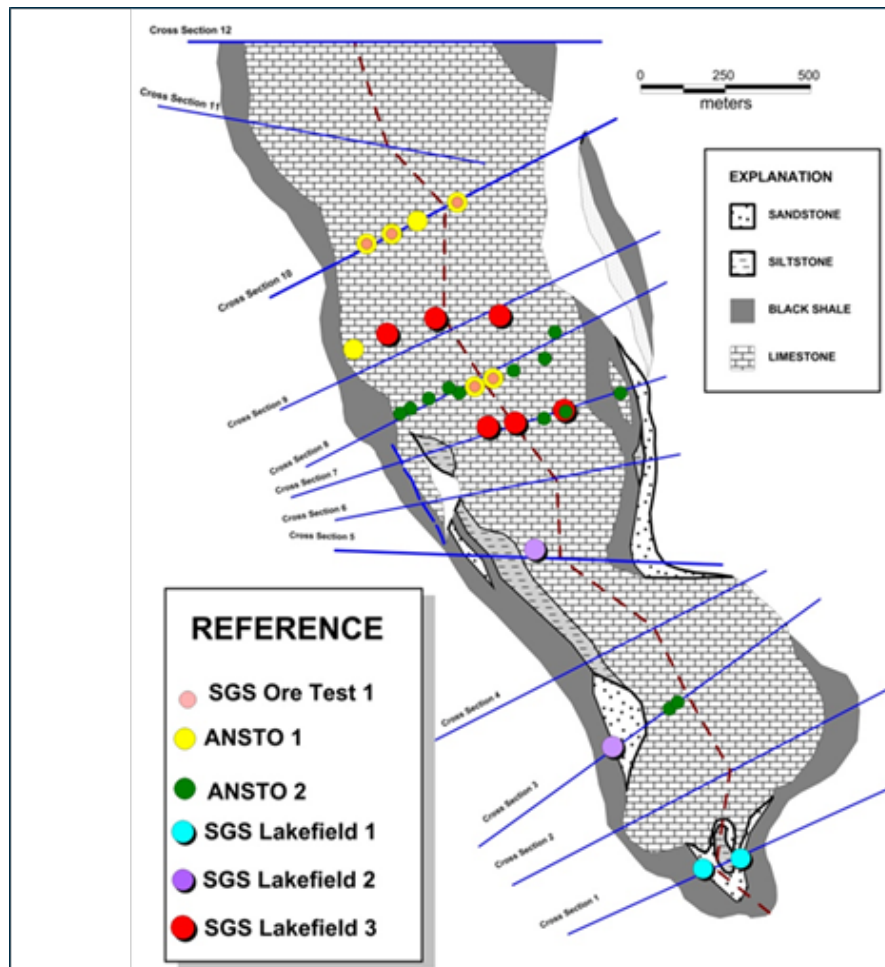 Cross Section 12
0 250 500
meters
Cross Section 11
EXPLANATION
SANDSTONE
SILTSTONE
BLACK SHALE
LIMESTONE
Cross Section 10
Cross Section 9
Cross Section 8
Cross Section 7
Cross Section 6
Cross Section 5
REFERENCE
SGS Ore Test 1
ANSTO 1
ANSTO 2
SGS Lakefield 1
SGS Lakefield 2
SGS Lakefield 3
Cross Section 4
Cross Section 3
Cross Section 2
Cross Section 1